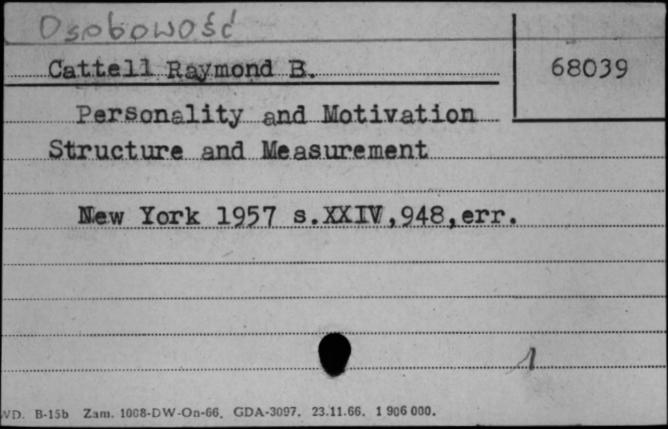 Osobowość
Cattell Raymond B.
68039
Personality and Motivation
Structure and Measurement
New York 1957 s.XXIV,948,err.
1
WD. B-15b Zam. 1008-DW-On-66. GDA-3097. 23.11.66. 1 906 000.